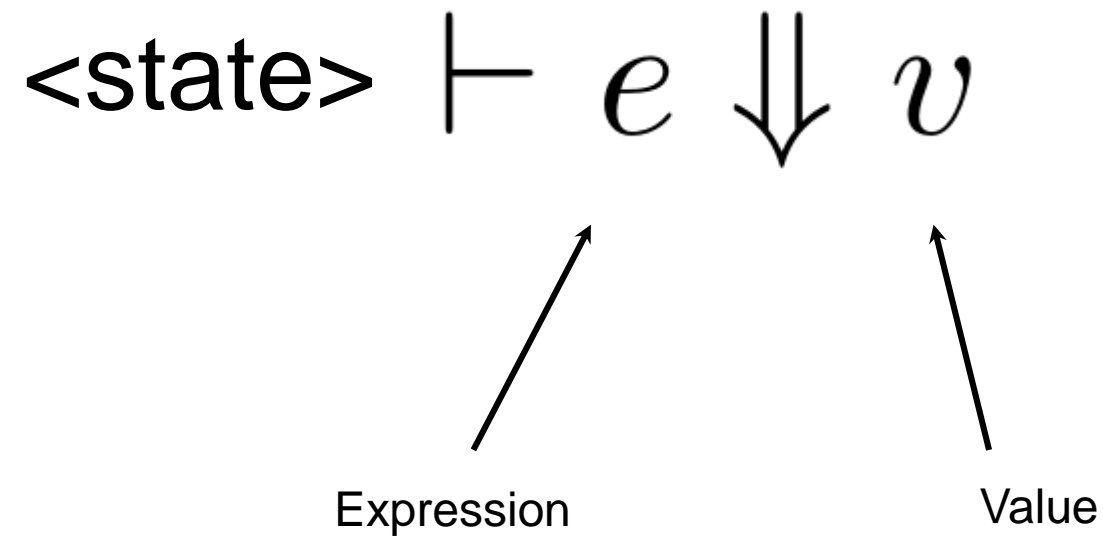 <state> ⊢ e ⇓ v
Expression
Value